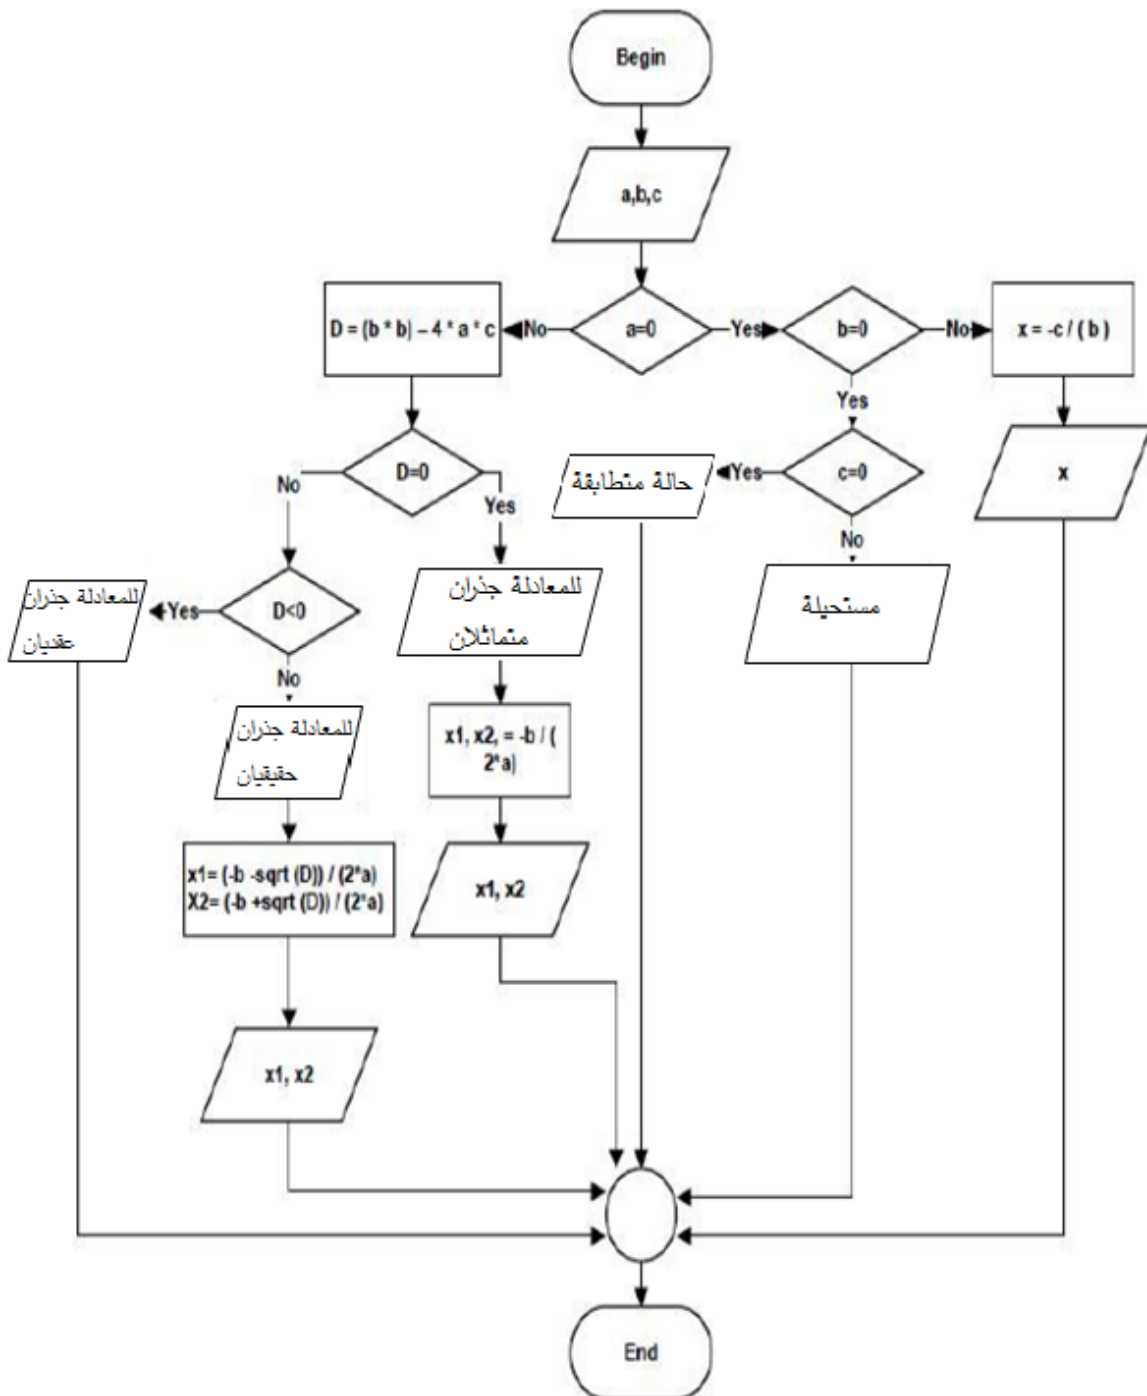 Begin
a,b,c
D = (b * b) – 4 * a * c
No
a=0
Yes
b=0
No
x = -c / ( b )
Yes
D=0
حالة متطابقة
Yes
c=0
x
No
Yes
No
للمعادلة جذران
عقديان
Yes
D<0
للمعادلة جذران
متماثلان
مستحيلة
No
للمعادلة جذران
حقيقيان
x1, x2, = -b / (
2*a)
x1= (-b -sqrt (D)) / (2*a)
X2= (-b +sqrt (D)) / (2*a)
x1, x2
x1, x2
End